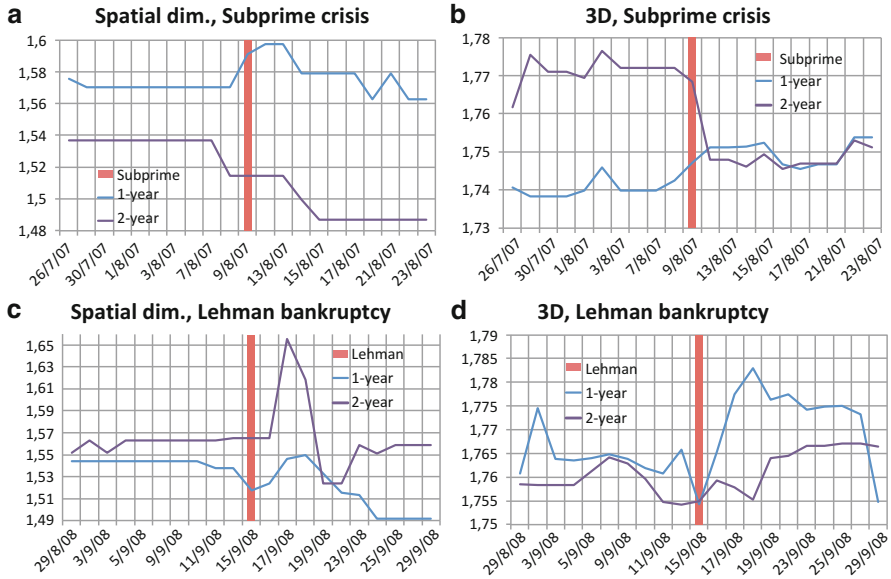 a Spatial dim., Subprime crisis
1,6
1,58
1,56
1,54
1,52
1,5
1,48
Subprime
1-year
2-year
26/7/07 30/7/07 1/8/07 3/8/07 7/8/07 9/8/07 13/8/07 15/8/07 17/8/07 21/8/07 23/8/07
b 3D, Subprime crisis
1,78
1,77
1,76
1,75
1,74
1,73
Subprime
1-year
2-year
26/7/07 30/7/07 1/8/07 3/8/07 7/8/07 9/8/07 13/8/07 15/8/07 17/8/07 21/8/07 23/8/07
c Spatial dim., Lehman bankruptcy
1,65
1,63
1,61
1,59
1,57
1,55
1,53
1,51
1,49
Lehman
1-year
2-year
29/8/08 3/9/08 5/9/08 9/9/08 11/9/08 15/9/08 17/9/08 19/9/08 23/9/08 25/9/08 29/9/08
d 3D, Lehman bankruptcy
1,79
1,785
1,78
1,775
1,77
1,765
1,76
1,755
1,75
Lehman
1-year
2-year
29/8/08 3/9/08 5/9/08 9/9/08 11/9/08 15/9/08 17/9/08 19/9/08 23/9/08 25/9/08 29/9/08